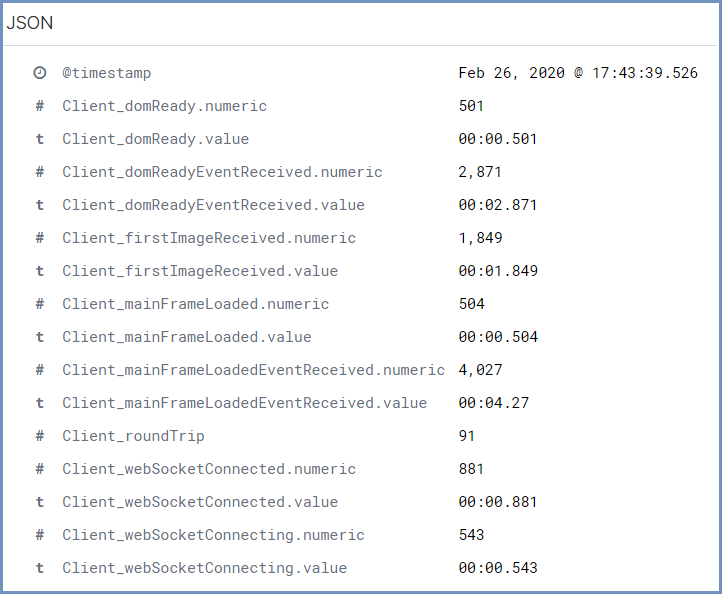 JSON
@timestamp Feb 26, 2020 @ 17:43:39.526
# Client_domReady.numeric 501
t Client_domReady.value 00:00.501
# Client_domReadyEventReceived.numeric 2,871
t Client_domReadyEventReceived.value 00:02.871
# Client_firstImageReceived.numeric 1,849
t Client_firstImageReceived.value 00:01.849
# Client_mainFrameLoaded.numeric 504
t Client_mainFrameLoaded.value 00:00.504
# Client_mainFrameLoadedEventReceived.numeric 4,027
t Client_mainFrameLoadedEventReceived.value 00:04.27
# Client_roundTrip 91
# Client_webSocketConnected.numeric 881
t Client_webSocketConnected.value 00:00.881
# Client_webSocketConnecting.numeric 543
t Client_webSocketConnecting.value 00:00.543